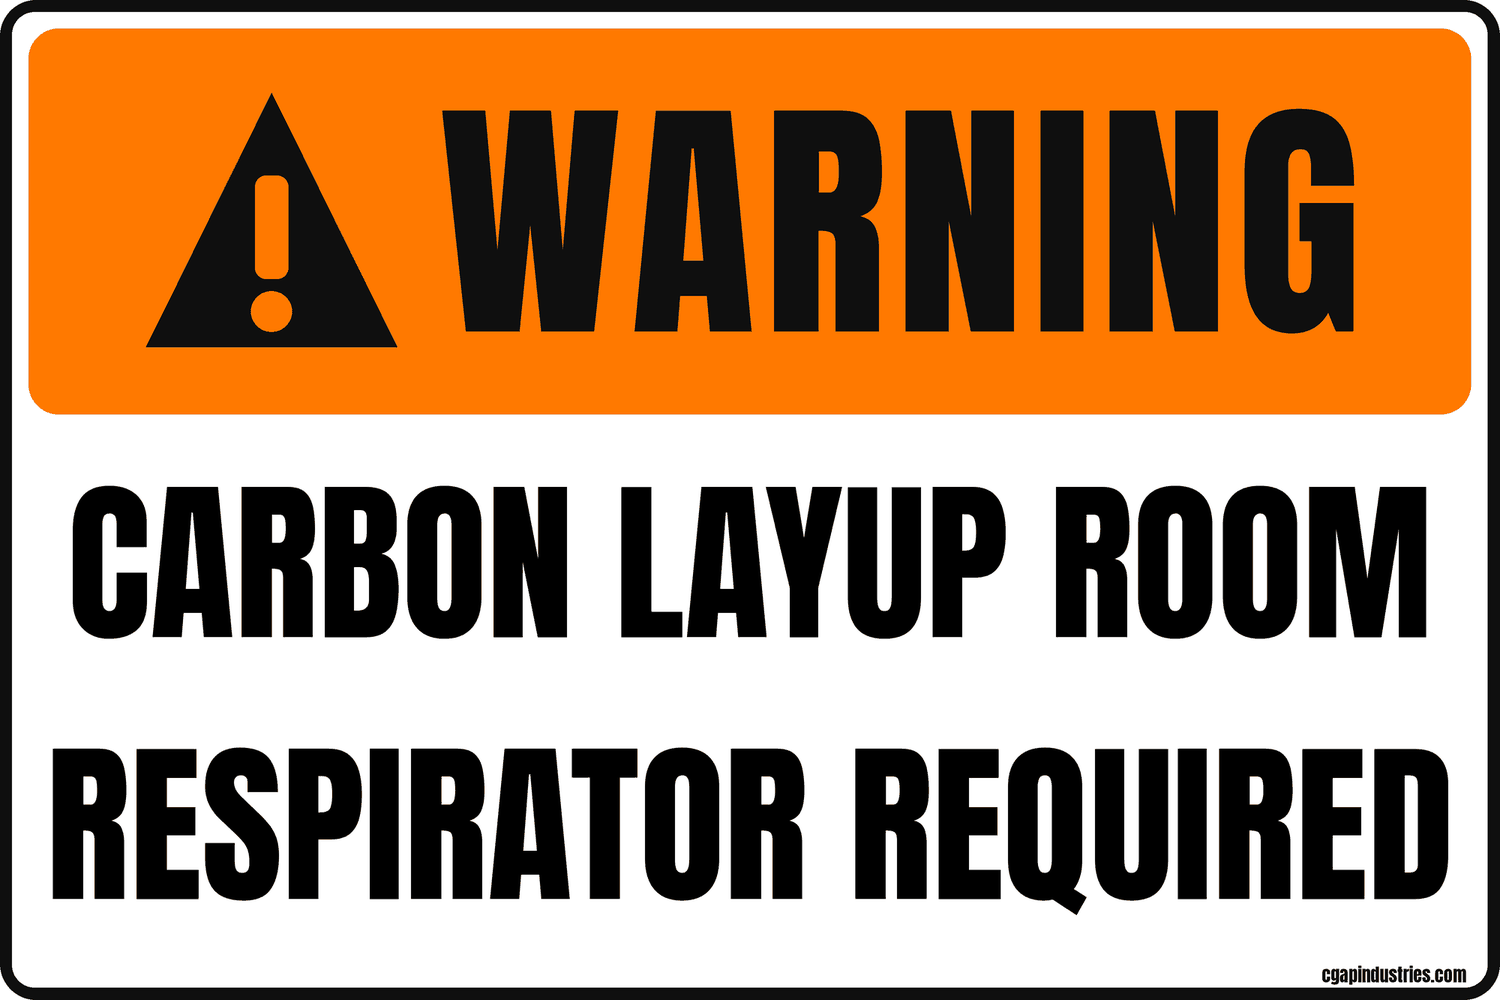 WARNING
CARBON LAYUP ROOM
RESPIRATOR REQUIRED
cgapindustries.com